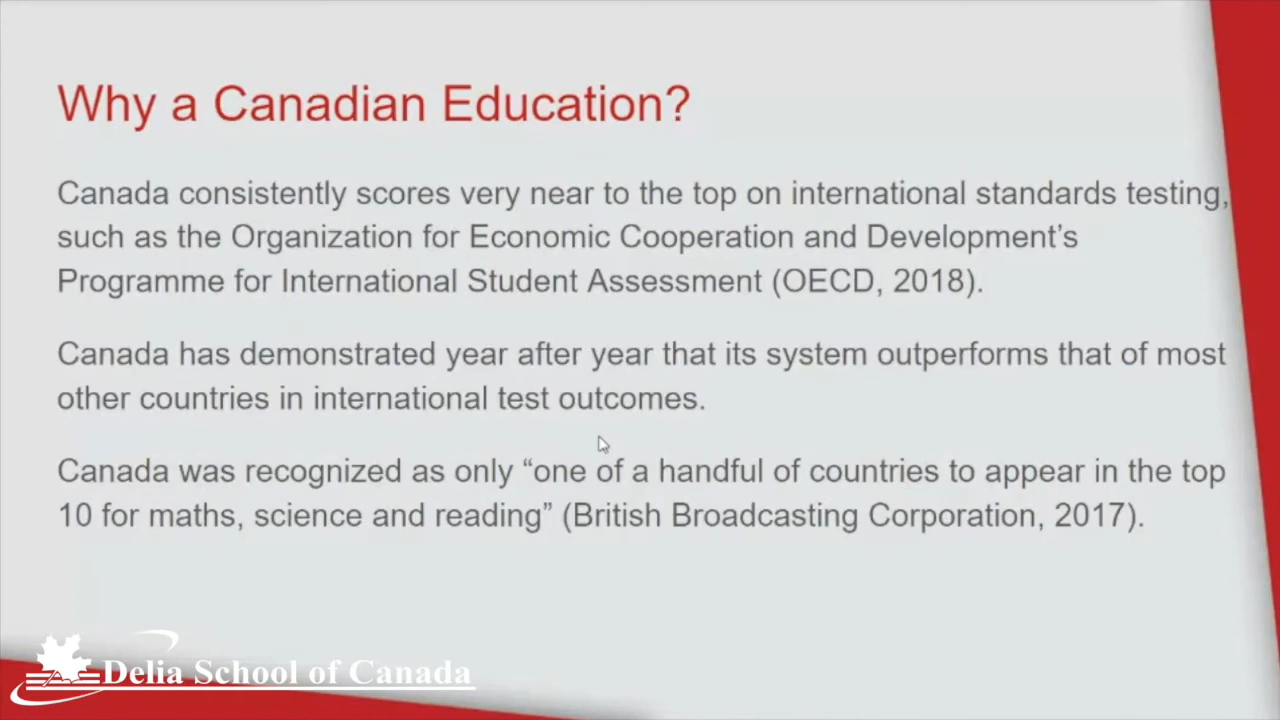 Why a Canadian Education?
Canada consistently scores very near to the top on international standards testing,
such as the Organization for Economic Cooperation and Development’s
Programme for International Student Assessment (OECD, 2018).
Canada has demonstrated year after year that its system outperforms that of most
other countries in international test outcomes.
Canada was recognized as only “one of a handful of countries to appear in the top
10 for maths, science and reading” (British Broadcasting Corporation, 2017).
Delia School of Canada